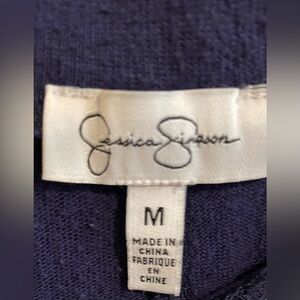 Jessica Simpson
M
MADE IN
CHINA
FABRIQUE
EN
CHINE